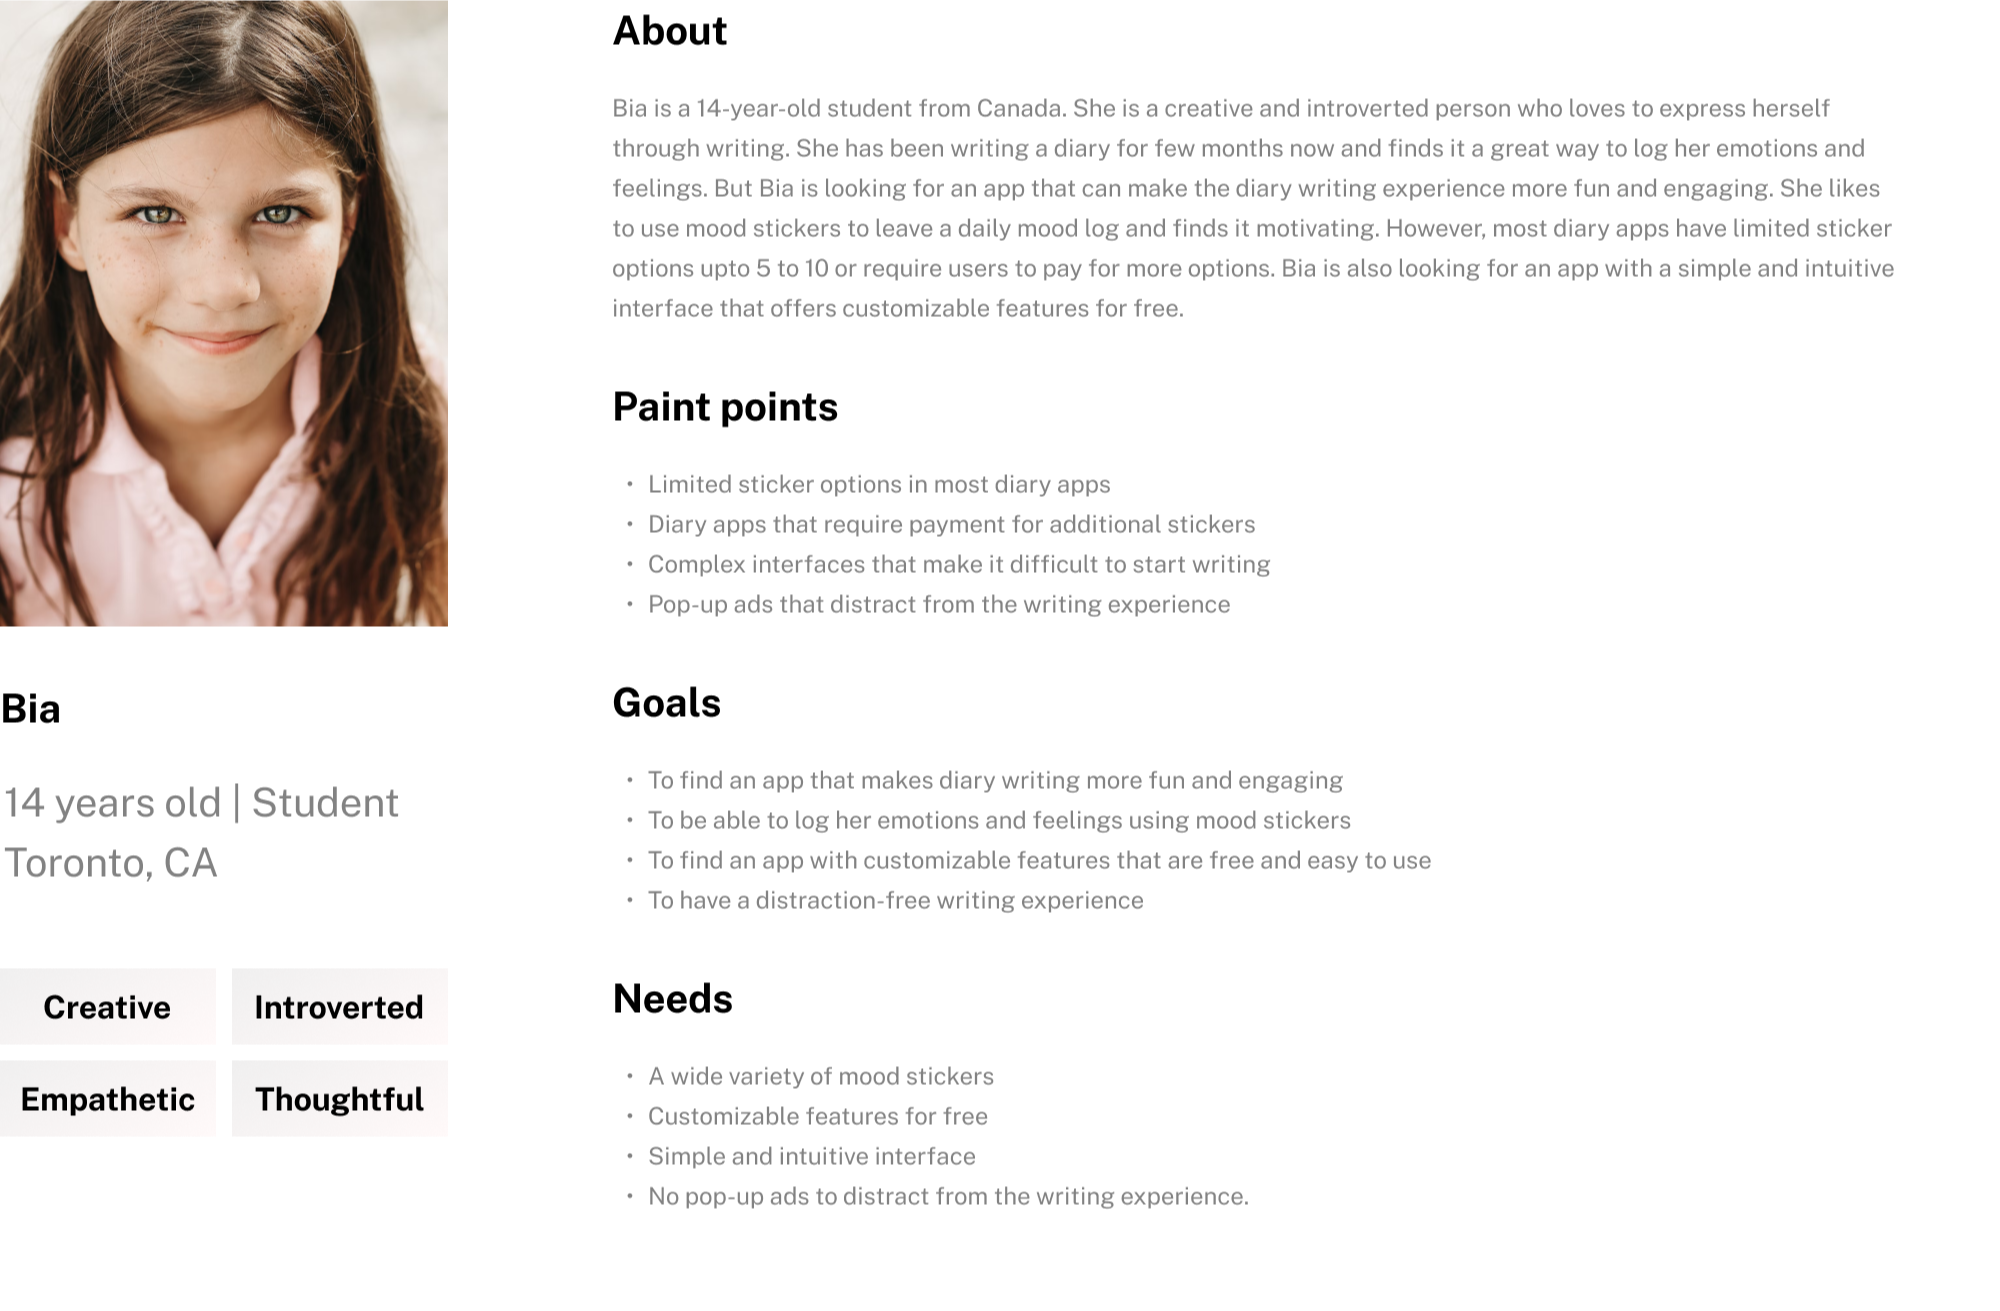 About
Bia is a 14-year-old student from Canada. She is a creative and introverted person who loves to express herself
through writing. She has been writing a diary for few months now and finds it a great way to log her emotions and
feelings. But Bia is looking for an app that can make the diary writing experience more fun and engaging. She likes
to use mood stickers to leave a daily mood log and finds it motivating. However, most diary apps have limited sticker
options upto 5 to 10 or require users to pay for more options. Bia is also looking for an app with a simple and intuitive
interface that offers customizable features for free.
Paint points
• Limited sticker options in most diary apps
• Diary apps that require payment for additional stickers
• Complex interfaces that make it difficult to start writing
• Pop-up ads that distract from the writing experience
Bia
14 years old | Student
Toronto, CA
Creative
Introverted
Empathetic
Thoughtful
Goals
• To find an app that makes diary writing more fun and engaging
• To be able to log her emotions and feelings using mood stickers
• To find an app with customizable features that are free and easy to use
• To have a distraction-free writing experience
Needs
• A wide variety of mood stickers
• Customizable features for free
• Simple and intuitive interface
• No pop-up ads to distract from the writing experience.